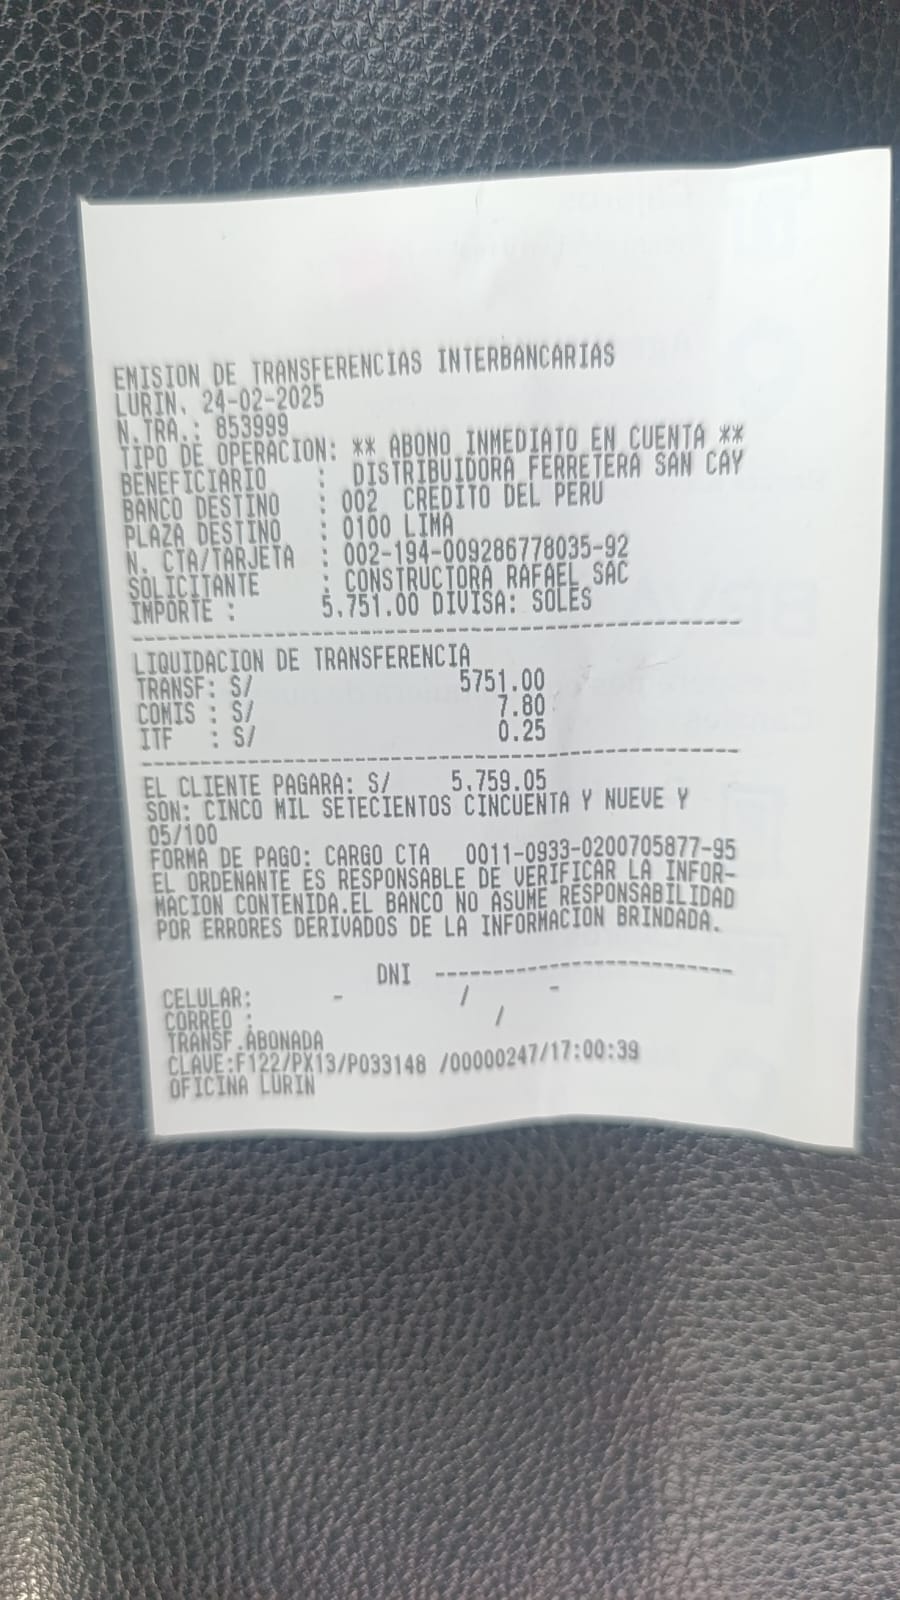 EMISION DE TRANSFERENCIAS INTERBANCARIAS
LURIN, 24-02-2025
N.TRA.: 853999
TIPO DE OPERACION: ** ABONO INMEDIATO EN CUENTA **
BENEFICIARIO : DISTRIBUIDORA FERRETERA SAN CAY
BANCO DESTINO : 002 CREDITO DEL PERU
PLAZA DESTINO : 0100 LIMA
N. CTA/TARJETA : 002-194-009286778035-92
SOLICITANTE : CONSTRUCTORA RAFAEL SAC
IMPORTE : 5,751.00 DIVISA: SOLES
------------------------------------------------
LIQUIDACION DE TRANSFERENCIA
TRANSF: S/ 5751.00
COMIS : S/ 7.80
ITF : S/ 0.25
------------------------------------------------
EL CLIENTE PAGARA: S/ 5,759.05
SON: CINCO MIL SETECIENTOS CINCUENTA Y NUEVE Y
05/100
FORMA DE PAGO: CARGO CTA 0011-0933-0200705877-95
EL ORDENANTE ES RESPONSABLE DE VERIFICAR LA INFOR-
MACION CONTENIDA.EL BANCO NO ASUME RESPONSABILIDAD
POR ERRORES DERIVADOS DE LA INFORMACION BRINDADA.
DNI --------------------------
CELULAR: - / -
CORREO : /
TRANSF.ABONADA
CLAVE:F122/PX13/P033148 /00000247/17:00:39
OFICINA LURIN